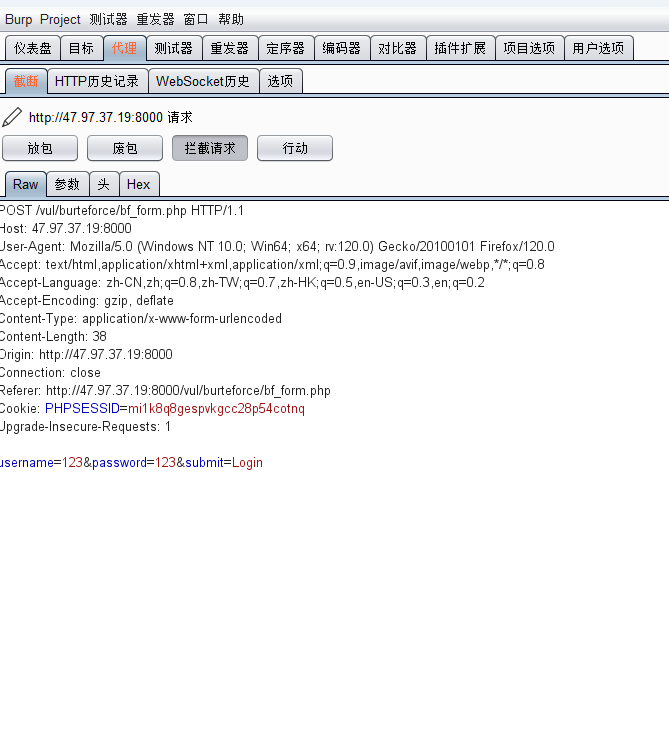 Burp Project 测试器 重发器 窗口 帮助
仪表盘 目标 代理 测试器 重发器 定序器 编码器 对比器 插件扩展 项目选项 用户选项
截断 HTTP历史记录 WebSocket历史 选项
http://47.97.37.19:8000 请求
放包 废包 拦截请求 行动
Raw 参数 头 Hex
POST /vul/burteforce/bf_form.php HTTP/1.1
Host: 47.97.37.19:8000
User-Agent: Mozilla/5.0 (Windows NT 10.0; Win64; x64; rv:120.0) Gecko/20100101 Firefox/120.0
Accept: text/html,application/xhtml+xml,application/xml;q=0.9,image/avif,image/webp,*/*;q=0.8
Accept-Language: zh-CN,zh;q=0.8,zh-TW;q=0.7,zh-HK;q=0.5,en-US;q=0.3,en;q=0.2
Accept-Encoding: gzip, deflate
Content-Type: application/x-www-form-urlencoded
Content-Length: 38
Origin: http://47.97.37.19:8000
Connection: close
Referer: http://47.97.37.19:8000/vul/burteforce/bf_form.php
Cookie: PHPSESSID=mi1k8q8gespvkgcc28p54cotnq
Upgrade-Insecure-Requests: 1
username=123&password=123&submit=Login